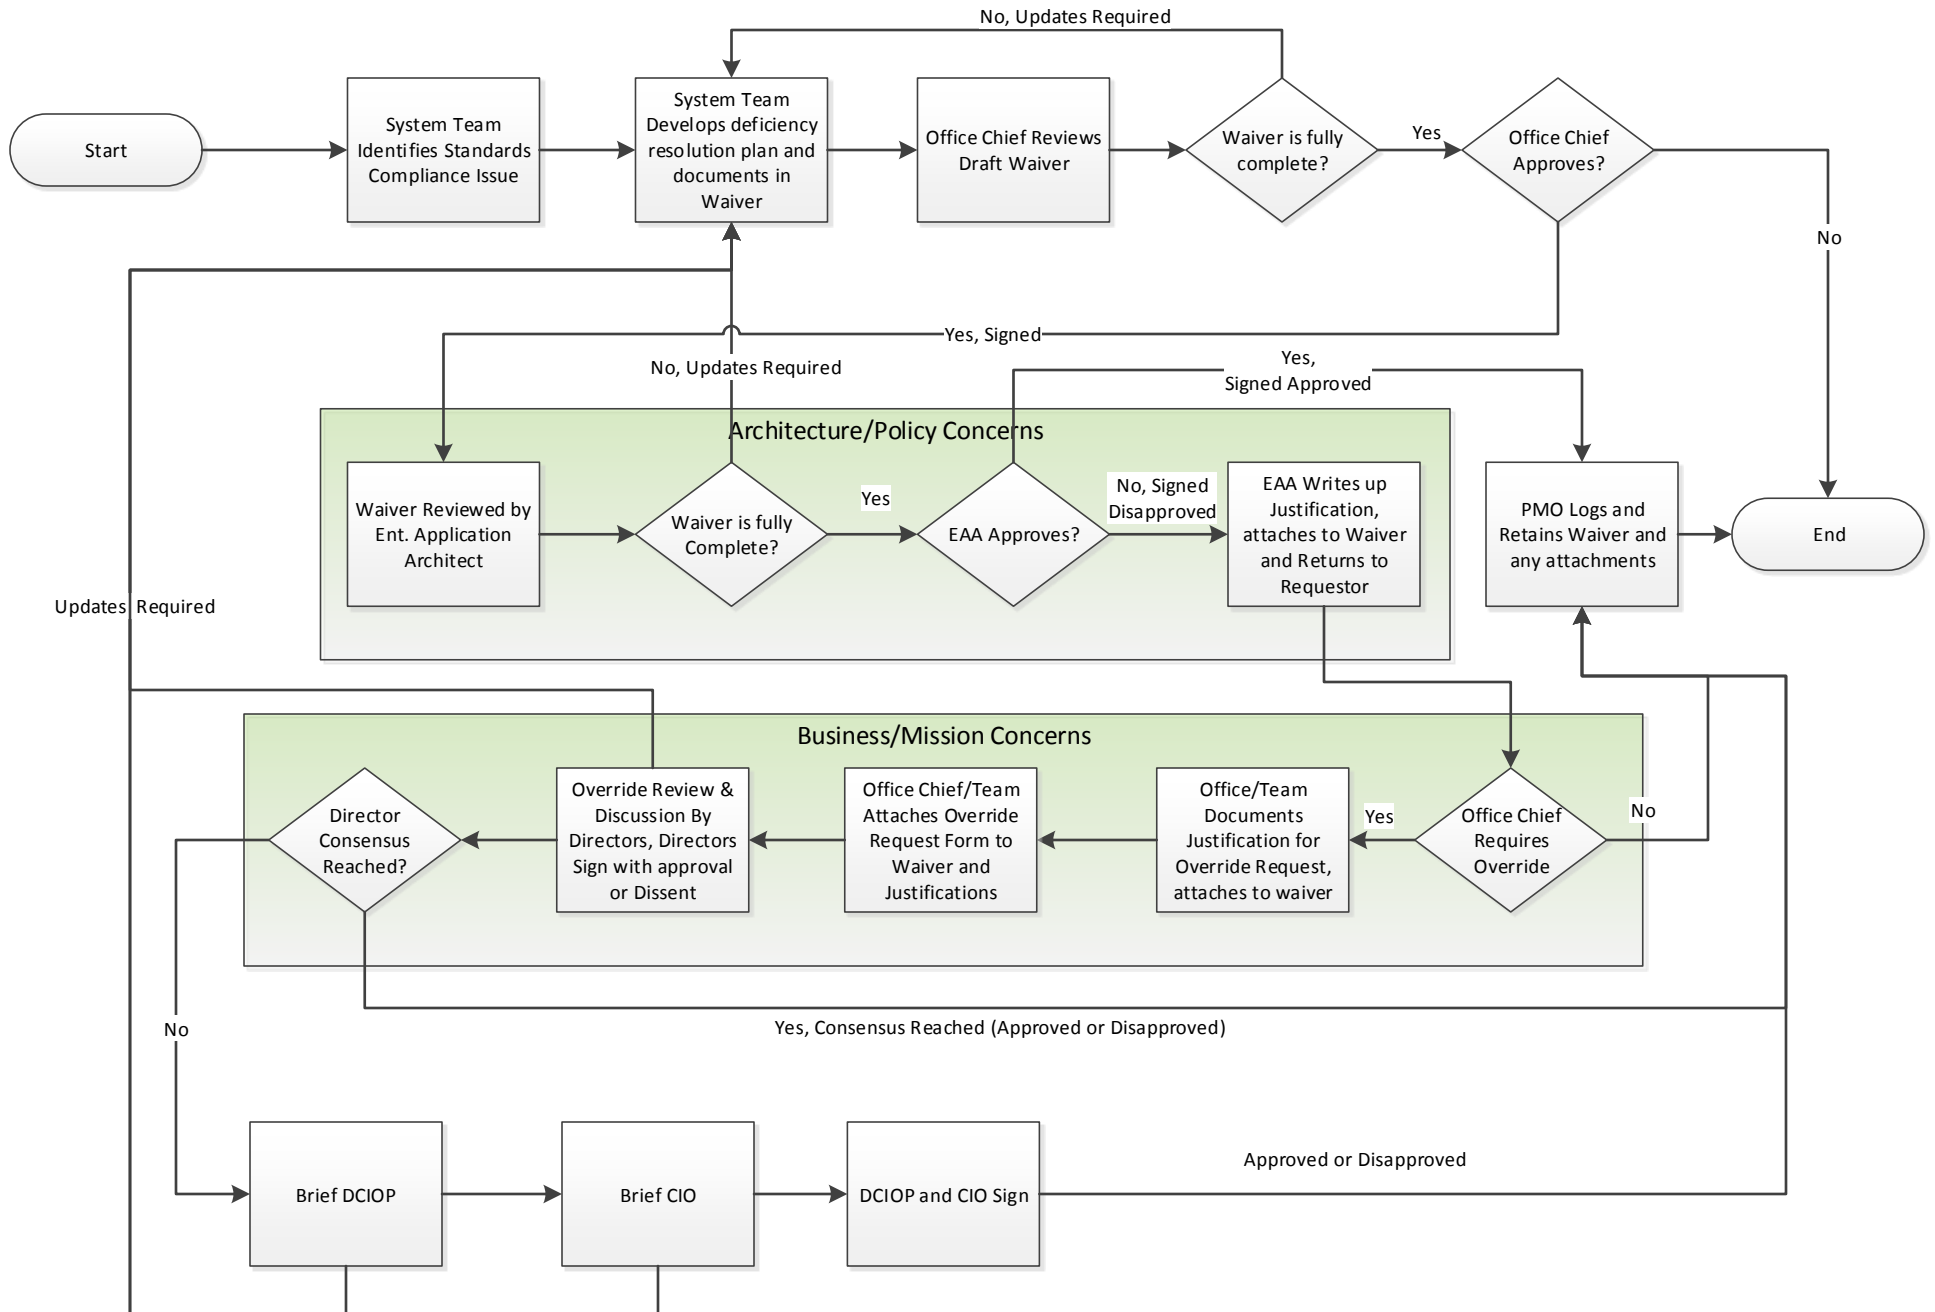 No, Updates Required
Start
System Team
Identifies Standards
Compliance Issue
System Team
Develops deficiency
resolution plan and
documents in
Waiver
Office Chief Reviews
Draft Waiver
Waiver is fully
complete?
Yes
Office Chief
Approves?
No
Yes, Signed
No, Updates Required
Yes,
Signed Approved
Architecture/Policy Concerns
Waiver Reviewed by
Ent. Application
Architect
Waiver is fully
Complete?
Yes
EAA Approves?
No, Signed
Disapproved
EAA Writes up
Justification,
attaches to Waiver
and Returns to
Requestor
PMO Logs and
Retains Waiver and
any attachments
End
Updates Required
Business/Mission Concerns
Director
Consensus
Reached?
Override Review &
Discussion By
Directors, Directors
Sign with approval
or Dissent
Office Chief/Team
Attaches Override
Request Form to
Waiver and
Justifications
Office/Team
Documents
Justification for
Override Request,
attaches to waiver
Yes
Office Chief
Requires
Override
No
No
Yes, Consensus Reached (Approved or Disapproved)
Brief DCIOP
Brief CIO
DCIOP and CIO Sign
Approved or Disapproved